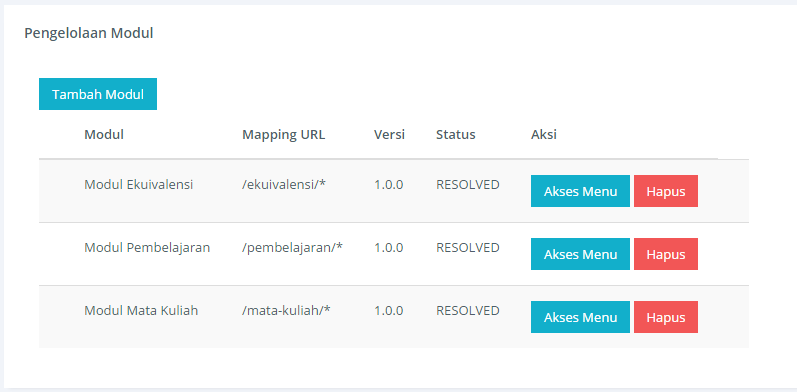 Pengelolaan Modul
Tambah Modul
Modul Mapping URL Versi Status Aksi
Modul Ekuivalensi /ekuivalensi/* 1.0.0 RESOLVED Akses Menu Hapus
Modul Pembelajaran /pembelajaran/* 1.0.0 RESOLVED Akses Menu Hapus
Modul Mata Kuliah /mata-kuliah/* 1.0.0 RESOLVED Akses Menu Hapus